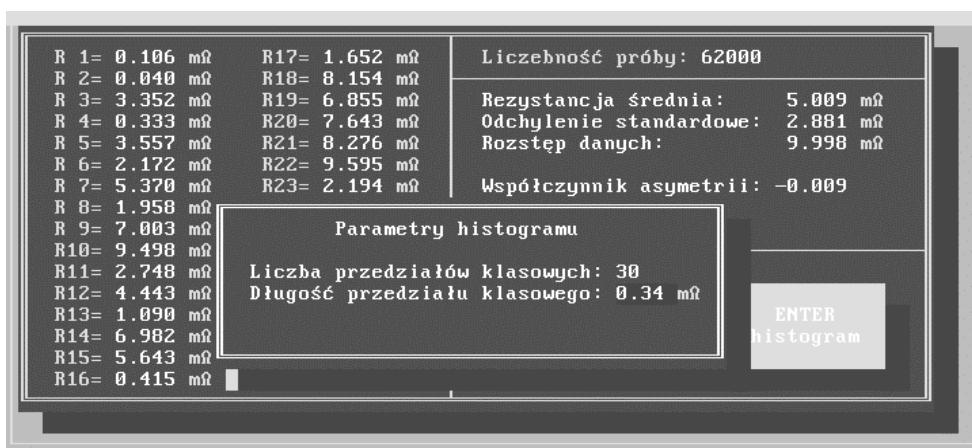 R 1= 0.106 mΩ
R 2= 0.040 mΩ
R 3= 3.352 mΩ
R 4= 0.333 mΩ
R 5= 3.557 mΩ
R 6= 2.172 mΩ
R 7= 5.370 mΩ
R 8= 1.958 mΩ
R 9= 7.003 mΩ
R10= 9.498 mΩ
R11= 2.748 mΩ
R12= 4.443 mΩ
R13= 1.090 mΩ
R14= 6.982 mΩ
R15= 5.643 mΩ
R16= 0.415 mΩ
R17= 1.652 mΩ
R18= 8.154 mΩ
R19= 6.855 mΩ
R20= 7.643 mΩ
R21= 8.276 mΩ
R22= 9.595 mΩ
R23= 2.194 mΩ
Liczebność próby: 62000
Rezystancja średnia: 5.009 mΩ
Odchylenie standardowe: 2.881 mΩ
Rozstęp danych: 9.998 mΩ
Współczynnik asymetrii: -0.009
Parametry histogramu
Liczba przedziałów klasowych: 30
Długość przedziału klasowego: 0.34 mΩ
ENTER
histogram